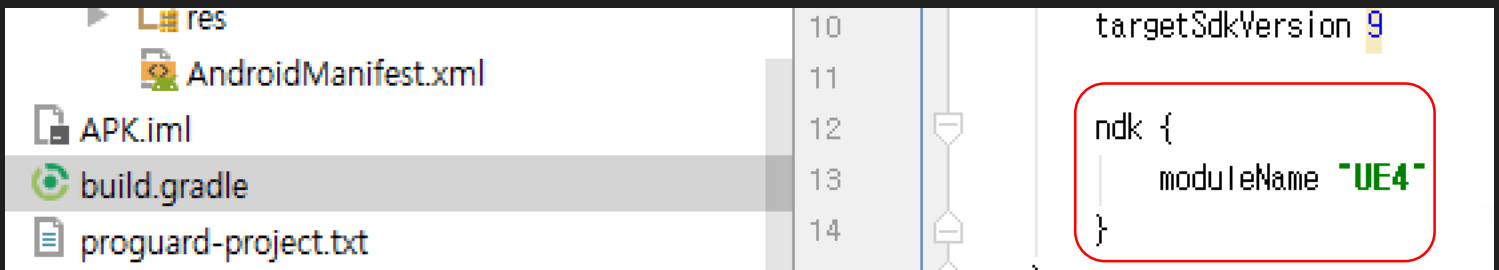 res
AndroidManifest.xml
APK.iml
build.gradle
proguard-project.txt
10 targetSdkVersion 9
11
12 ndk {
13 moduleName "UE4"
14 }